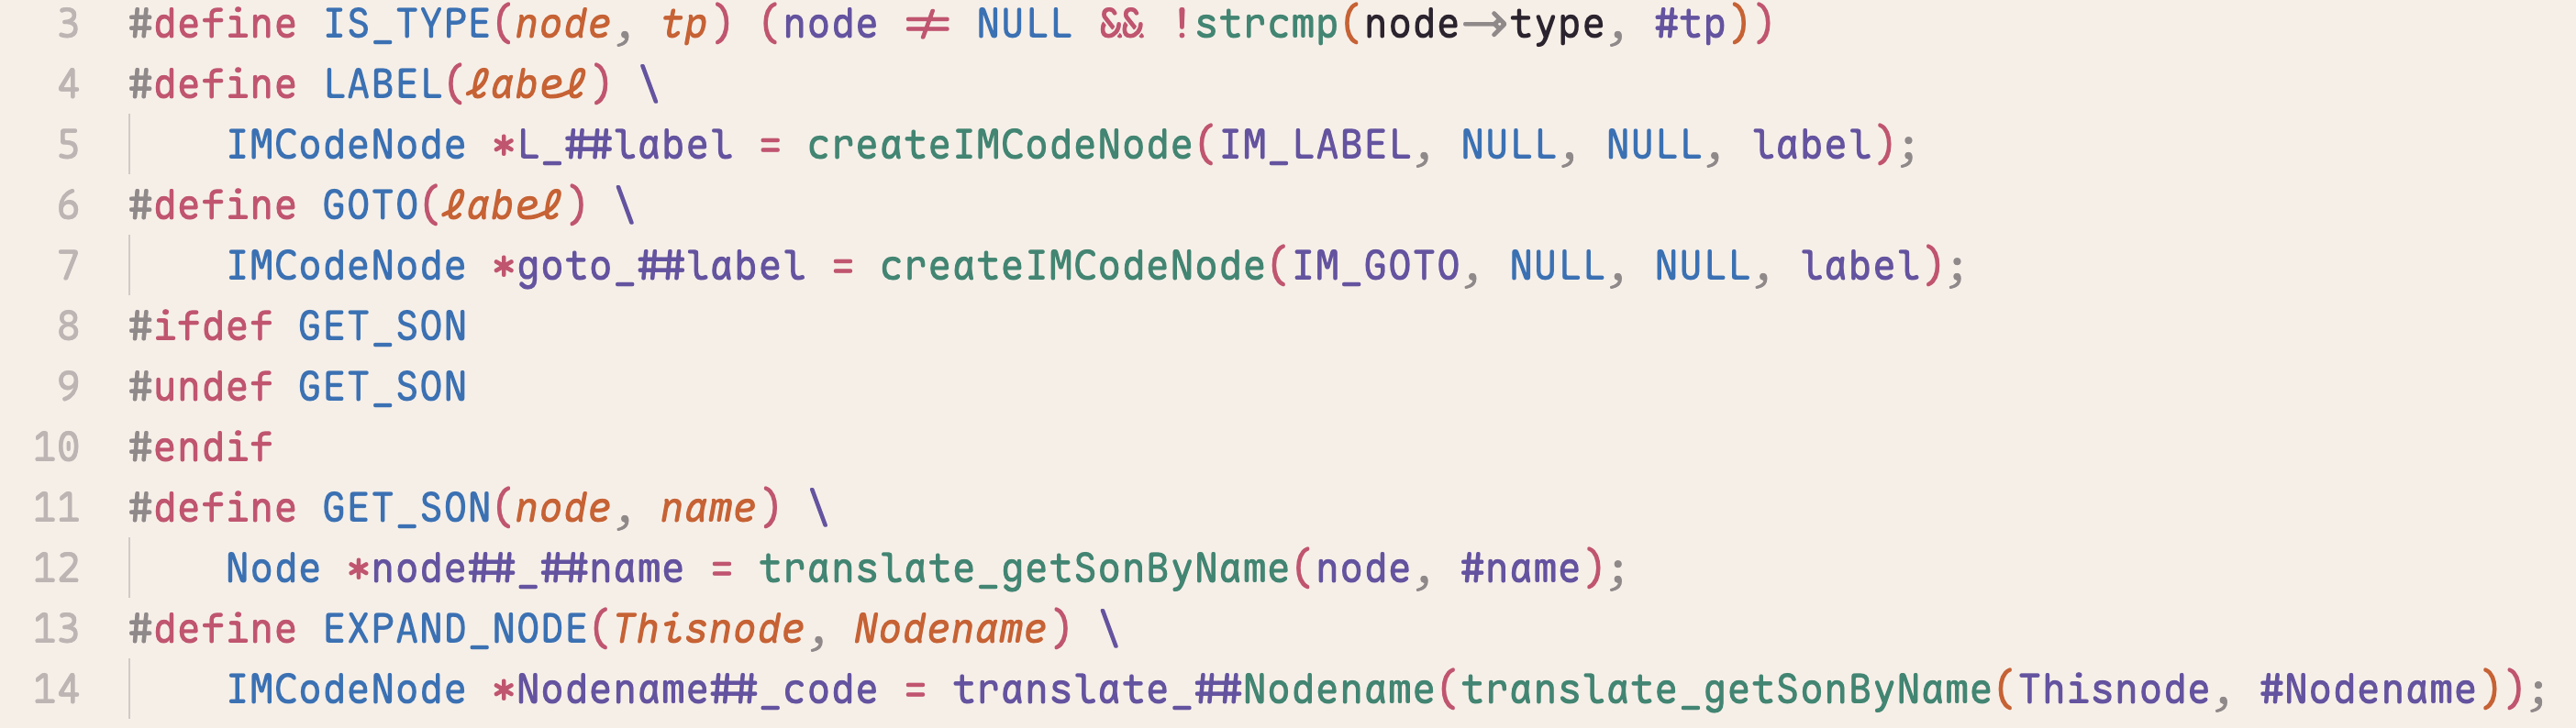 3 #define IS_TYPE(node, tp) (node != NULL && !strcmp(node->type, #tp))
4 #define LABEL(label) \
5     IMCodeNode *L_##label = createIMCodeNode(IM_LABEL, NULL, NULL, label);
6 #define GOTO(label) \
7     IMCodeNode *goto_##label = createIMCodeNode(IM_GOTO, NULL, NULL, label);
8 #ifdef GET_SON
9 #undef GET_SON
10 #endif
11 #define GET_SON(node, name) \
12     Node *node##_##name = translate_getSonByName(node, #name);
13 #define EXPAND_NODE(Thisnode, Nodename) \
14     IMCodeNode *Nodename##_code = translate_##Nodename(translate_getSonByName(Thisnode, #Nodename));